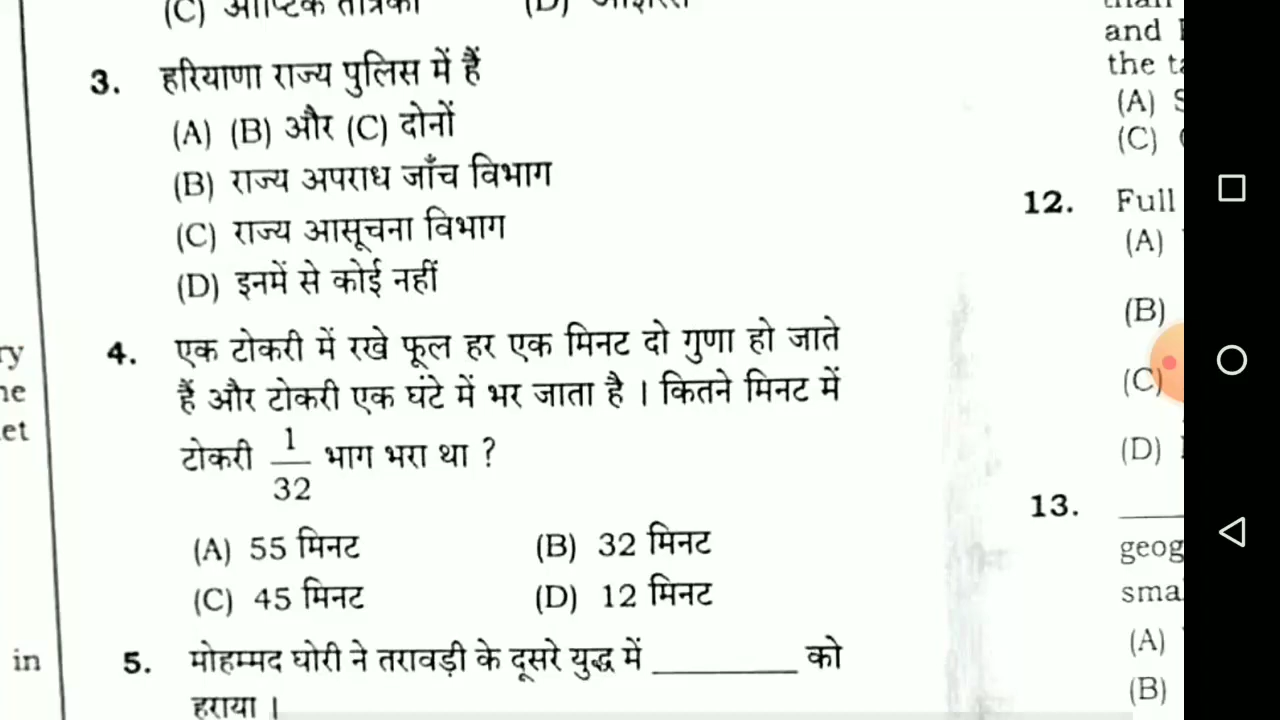 (C)
(D)
3. हरियाणा राज्य पुलिस में हैं
(A) (B) और (C) दोनों
(B) राज्य अपराध जाँच विभाग
(C) राज्य आसूचना विभाग
(D) इनमें से कोई नहीं
4. एक टोकरी में रखे फूल हर एक मिनट दो गुणा हो जाते
हैं और टोकरी एक घंटे में भर जाता है । कितने मिनट में
टोकरी 1/32 भाग भरा था ?
(A) 55 मिनट (B) 32 मिनट
(C) 45 मिनट (D) 12 मिनट
5. मोहम्मद घोरी ने तरावड़ी के दूसरे युद्ध में ________ को
हराया ।
in
and
the
(A)
(C)
12. Full
(A)
(B)
(C)
(D)
13. ____
(A)
(B)